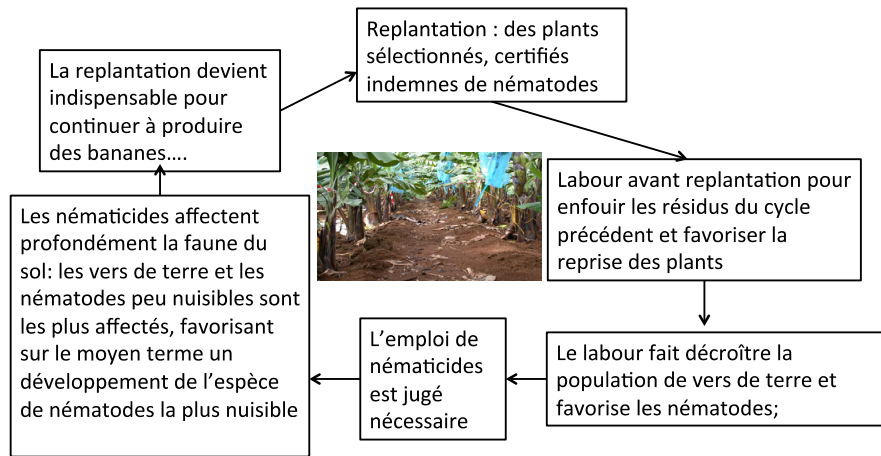 Replantation : des plants
sélectionnés, certifiés
indemnes de nématodes
Labour avant replantation pour
enfouir les résidus du cycle
précédent et favoriser la
reprise des plants
Le labour fait décroître la
population de vers de terre et
favorise les nématodes;
L’emploi de
nématicides
est jugé
nécessaire
Les nématicides affectent
profondément la faune du
sol: les vers de terre et les
nématodes peu nuisibles sont
les plus affectés, favorisant
sur le moyen terme un
développement de l’espèce
de nématodes la plus nuisible
La replantation devient
indispensable pour
continuer à produire
des bananes….